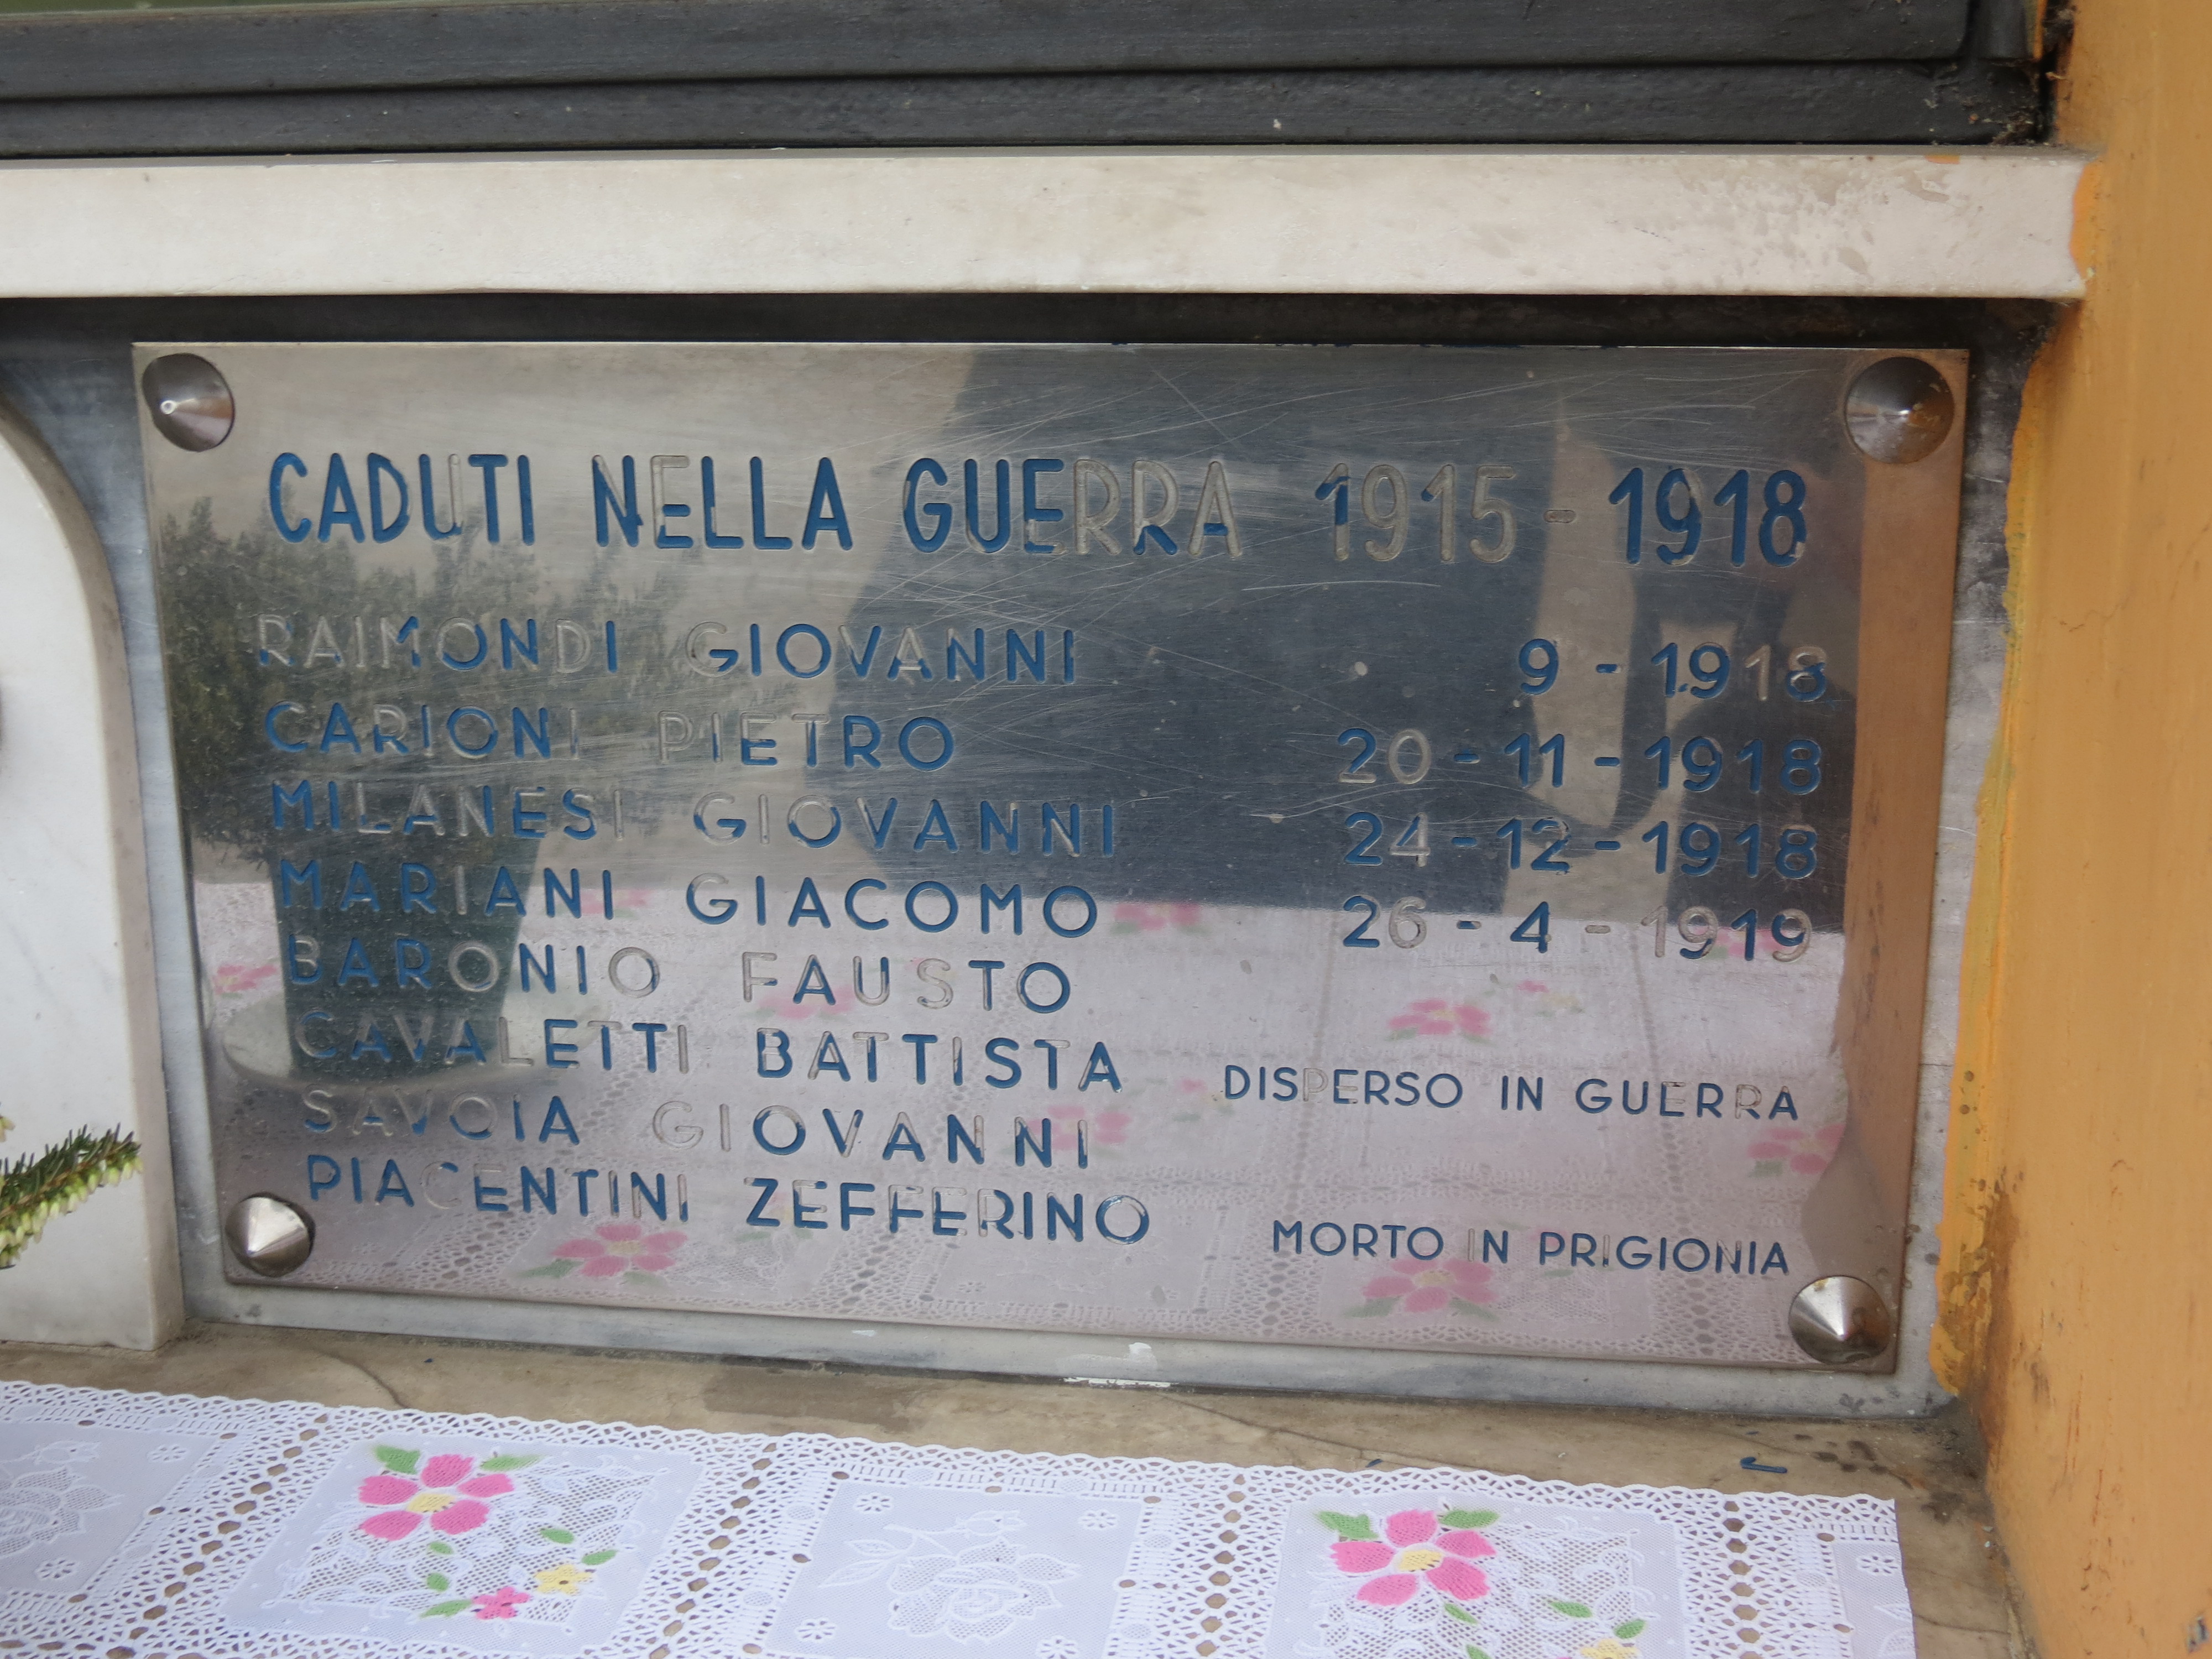 CADUTI NELLA GUERRA 1915 - 1918
RAIMONDI GIOVANNI 9 - 1918
CARIONI PIETRO 20 - 11 - 1918
MILANESI GIOVANNI 24 - 12 - 1918
MARIANI GIACOMO 26 - 4 - 1919
BARONIO FAUSTO
CAVALETTI BATTISTA DISPERSO IN GUERRA
SAVOIA GIOVANNI
PIACENTINI ZEFFERINO MORTO IN PRIGIONIA